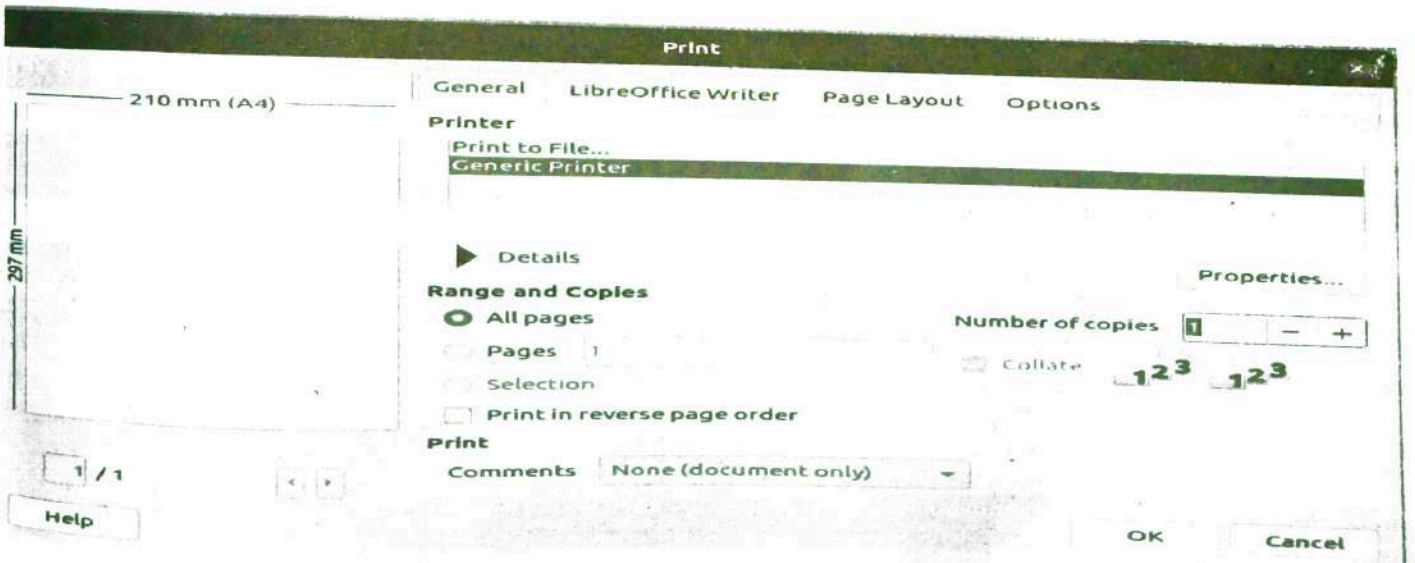 Print
210 mm (A4)
General LibreOffice Writer Page Layout Options
Printer
Print to File...
Generic Printer
297 mm
Details
Properties...
Range and Copies
All pages
Number of copies 1 - +
Pages 1
Collate 123 123
Selection
Print in reverse page order
Print
Comments None (document only)
1 / 1
Help
OK Cancel